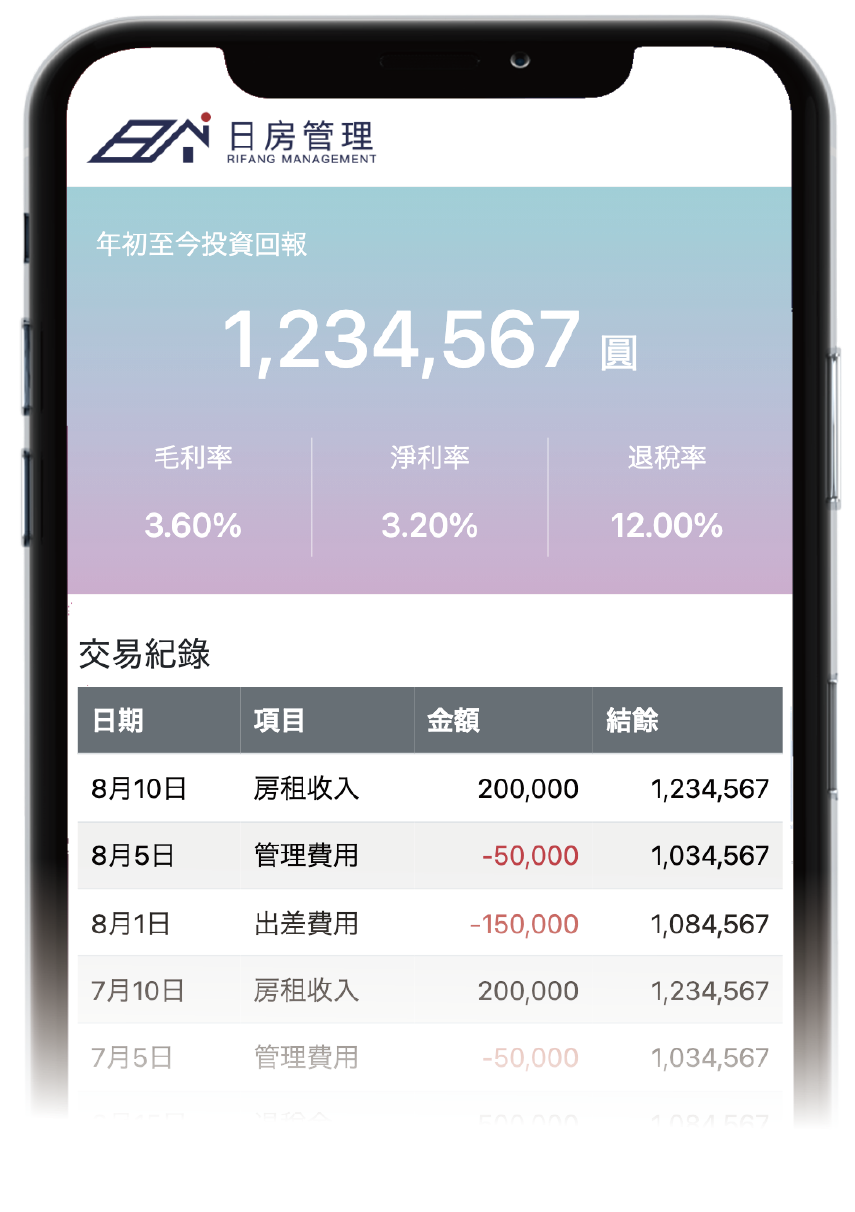 日房管理
RIFANG MANAGEMENT
年初至今投資回報
1,234,567 圓
毛利率 淨利率 退稅率
3.60% 3.20% 12.00%
交易紀錄
日期 項目 金額 結餘
8月10日 房租收入 200,000 1,234,567
8月5日 管理費用 -50,000 1,034,567
8月1日 出差費用 -150,000 1,084,567
7月10日 房租收入 200,000 1,234,567
7月5日 管理費用 -50,000 1,034,567